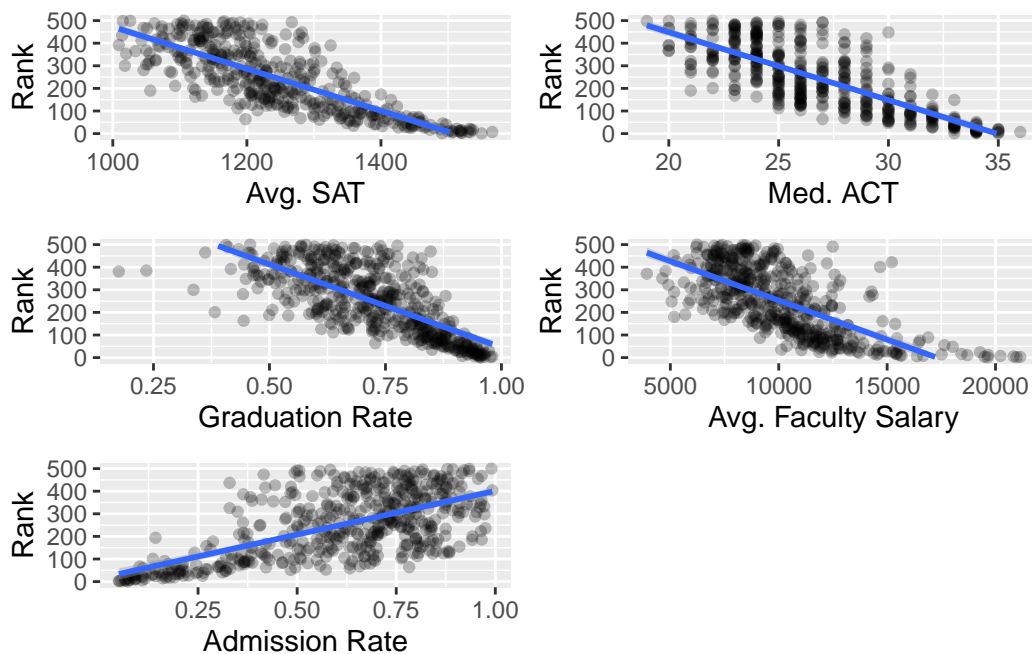 Rank
500
400
300
200
100
0
1000 1200 1400
Avg. SAT
Rank
500
400
300
200
100
0
20 25 30 35
Med. ACT
Rank
500
400
300
200
100
0
0.25 0.50 0.75 1.00
Graduation Rate
Rank
500
400
300
200
100
0
5000 10000 15000 20000
Avg. Faculty Salary
Rank
500
400
300
200
100
0
0.25 0.50 0.75 1.00
Admission Rate